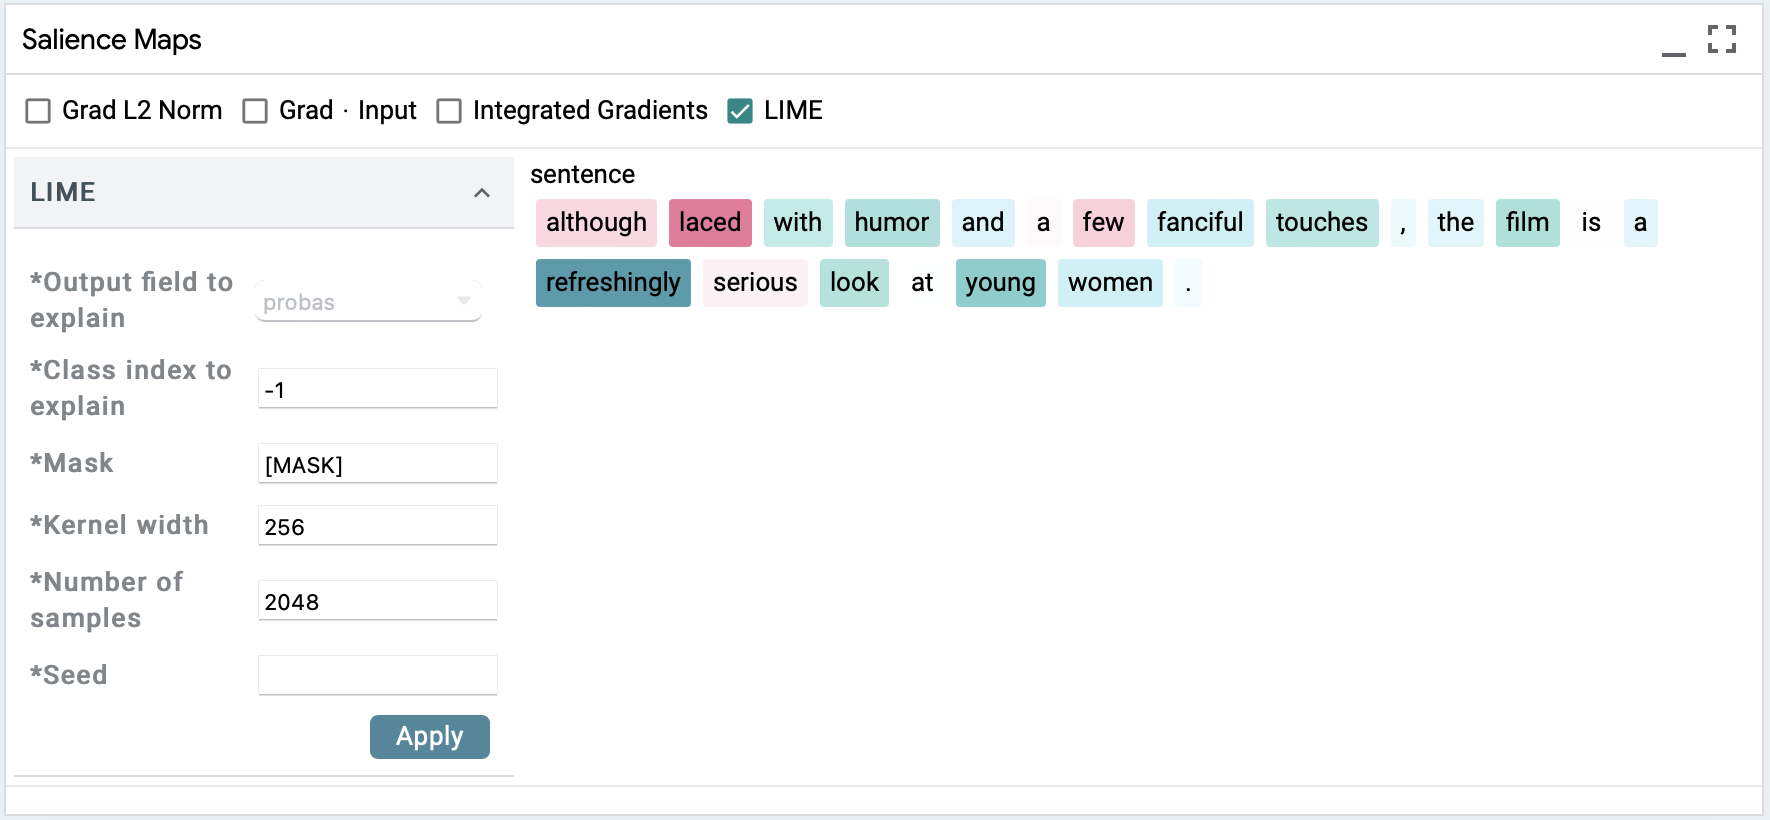 Salience Maps
Grad L2 Norm Grad · Input Integrated Gradients LIME
LIME
*Output field to
explain
probas
*Class index to
explain
-1
*Mask
[MASK]
*Kernel width
256
*Number of
samples
2048
*Seed
Apply
sentence
although laced with humor and a few fanciful touches , the film is a
refreshingly serious look at young women .